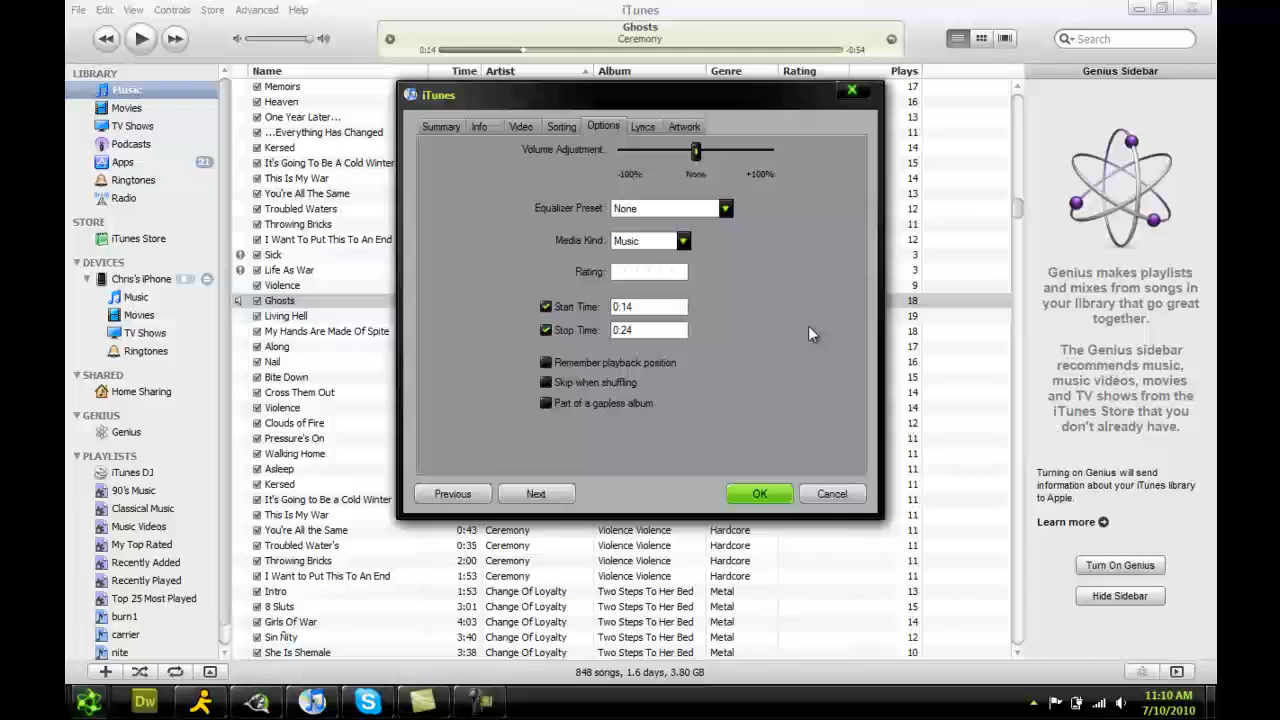 File Edit View Controls Store Advanced Help
iTunes
Ghosts
Ceremony
0:14 -0:54
Search
LIBRARY
Music
Movies
TV Shows
Podcasts
Apps 21
Ringtones
Radio
STORE
iTunes Store
DEVICES
Chris's iPhone
Music
Movies
TV Shows
Ringtones
SHARED
Home Sharing
GENIUS
Genius
PLAYLISTS
iTunes DJ
90's Music
Classical Music
Music Videos
My Top Rated
Recently Added
Recently Played
Top 25 Most Played
burn1
carrier
nite
Name Time Artist Album Genre Rating Plays
Memoirs 17
Heaven 16
One Year Later... 11
...Everything Has Changed 12
Kersed 17
It's Going To Be A Cold Winter 15
This Is My War 14
You're All The Same 13
Troubled Waters 12
Throwing Bricks 11
I Want To Put This To An End 12
Sick 3
Life As War 3
Violence 9
Ghosts 18
Living Hell 19
My Hands Are Made Of Spite 18
Along 17
Nail 16
Bite Down 15
Cross Them Out 14
Violence 14
Clouds of Fire 12
Pressure's On 14
Walking Home 12
Asleep 11
Kersed 11
It's Going to Be a Cold Winter 11
This Is My War 11
You're All the Same 0:43 Ceremony Violence Violence Hardcore 11
Troubled Water's 0:35 Ceremony Violence Violence Hardcore 11
Throwing Bricks 2:00 Ceremony Violence Violence Hardcore 11
I Want to Put This To An End 1:53 Ceremony Violence Violence Hardcore 11
Intro 1:53 Change Of Loyalty Two Steps To Her Bed Metal 13
8 Sluts 3:01 Change Of Loyalty Two Steps To Her Bed Metal 15
Girls Of War 4:03 Change Of Loyalty Two Steps To Her Bed Metal 14
Sin Ñity 3:40 Change Of Loyalty Two Steps To Her Bed Metal 12
She Is Shemale 3:38 Change Of Loyalty Two Steps To Her Bed Metal 10
iTunes
Summary Info Video Sorting Options Lyrics Artwork
Volume Adjustment:
-100% None +100%
Equalizer Preset: None
Media Kind: Music
Rating:
Start Time: 0:14
Stop Time: 0:24
Remember playback position
Skip when shuffling
Part of a gapless album
Previous Next OK Cancel
Genius Sidebar
Genius makes playlists
and mixes from songs in
your library that go great
together.
The Genius sidebar
recommends music,
music videos, movies
and TV shows from the
iTunes Store that you
don't already have.
Turning on Genius will send
information about your iTunes library
to Apple.
Learn more
Turn On Genius
Hide Sidebar
848 songs, 1.6 days, 3.80 GB
Dw
11:10 AM
7/10/2010